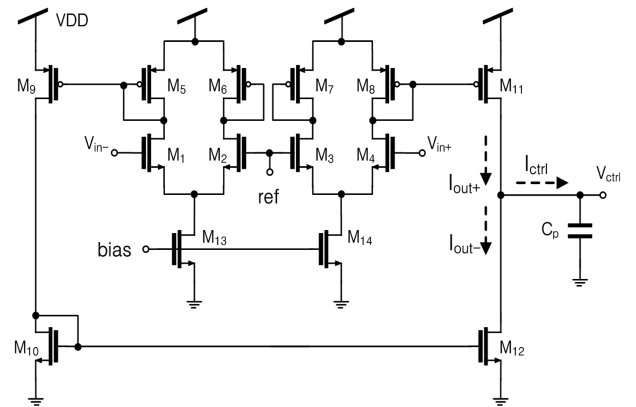 VDD
M9
M5
M6
M7
M8
M11
Vin−
M1
M2
M3
M4
Vin+
ref
Iout+
Ictrl
Vctrl
bias
M13
M14
Iout−
Cp
M10
M12